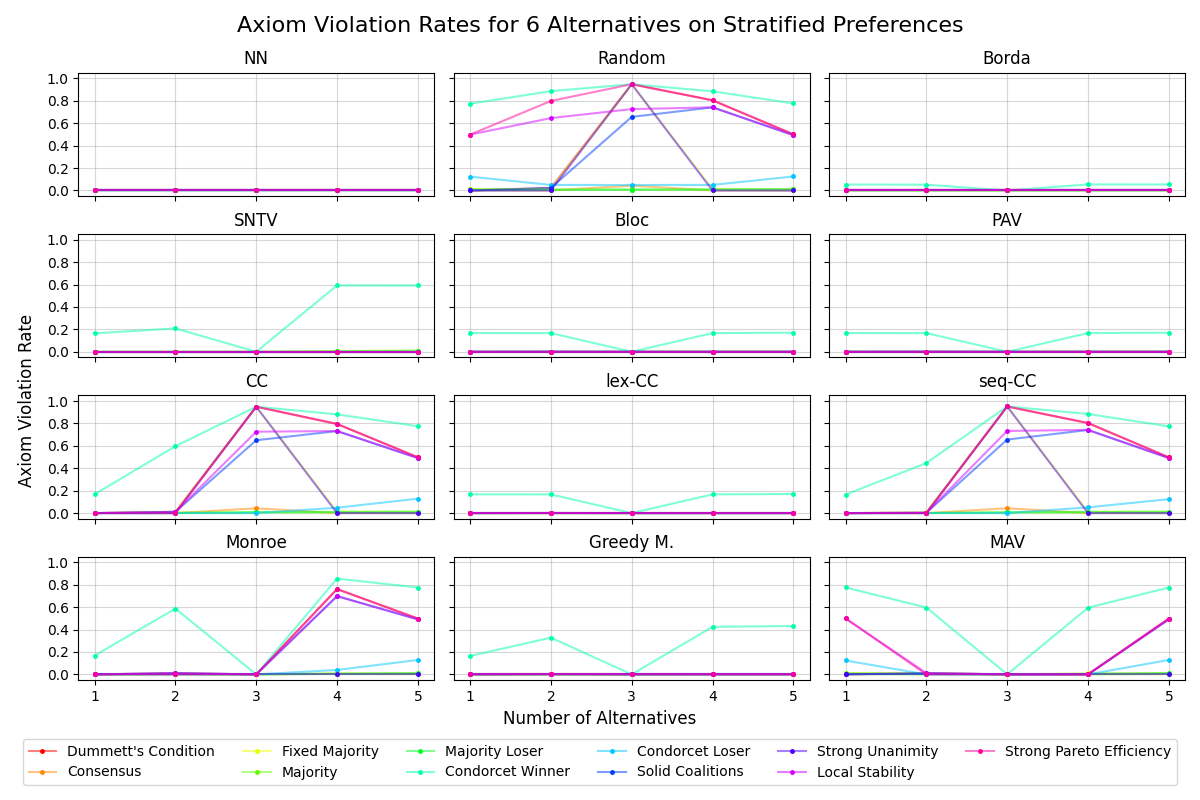 Axiom Violation Rates for 6 Alternatives on Stratified Preferences
NN Random Borda
1.0
0.8
0.6
0.4
0.2
0.0
SNTV Bloc PAV
1.0
0.8
0.6
0.4
0.2
0.0
Axiom Violation Rate
CC lex-CC seq-CC
1.0
0.8
0.6
0.4
0.2
0.0
Monroe Greedy M. MAV
1.0
0.8
0.6
0.4
0.2
0.0
1 2 3 4 5 1 2 3 4 5 1 2 3 4 5
Number of Alternatives
Dummett's Condition Fixed Majority Majority Loser Condorcet Loser Strong Unanimity Strong Pareto Efficiency
Consensus Majority Condorcet Winner Solid Coalitions Local Stability